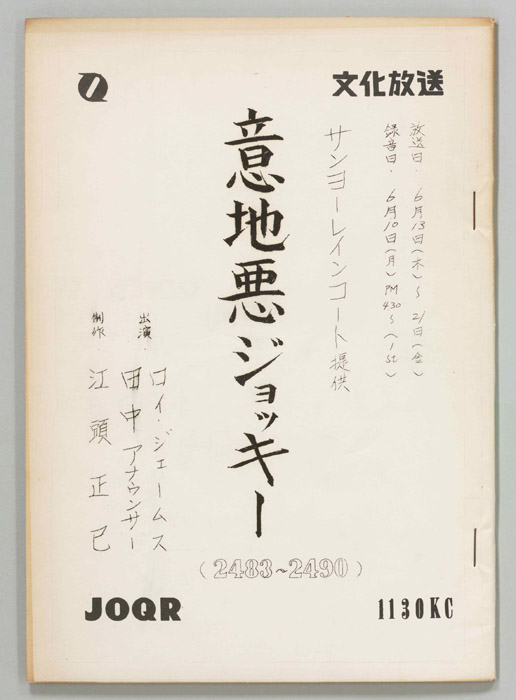 文化放送
放送日. 6月13日(木)〜21日(金)
録音日. 6月10日(月) PM 4.30〜(1st)
サンヨーレインコート提供
意地悪ジョッキー
(2483~2490)
出演. ロイ・ジェームス
田中アナウンサー
制作. 江頭正巳
JOQR
1130KC